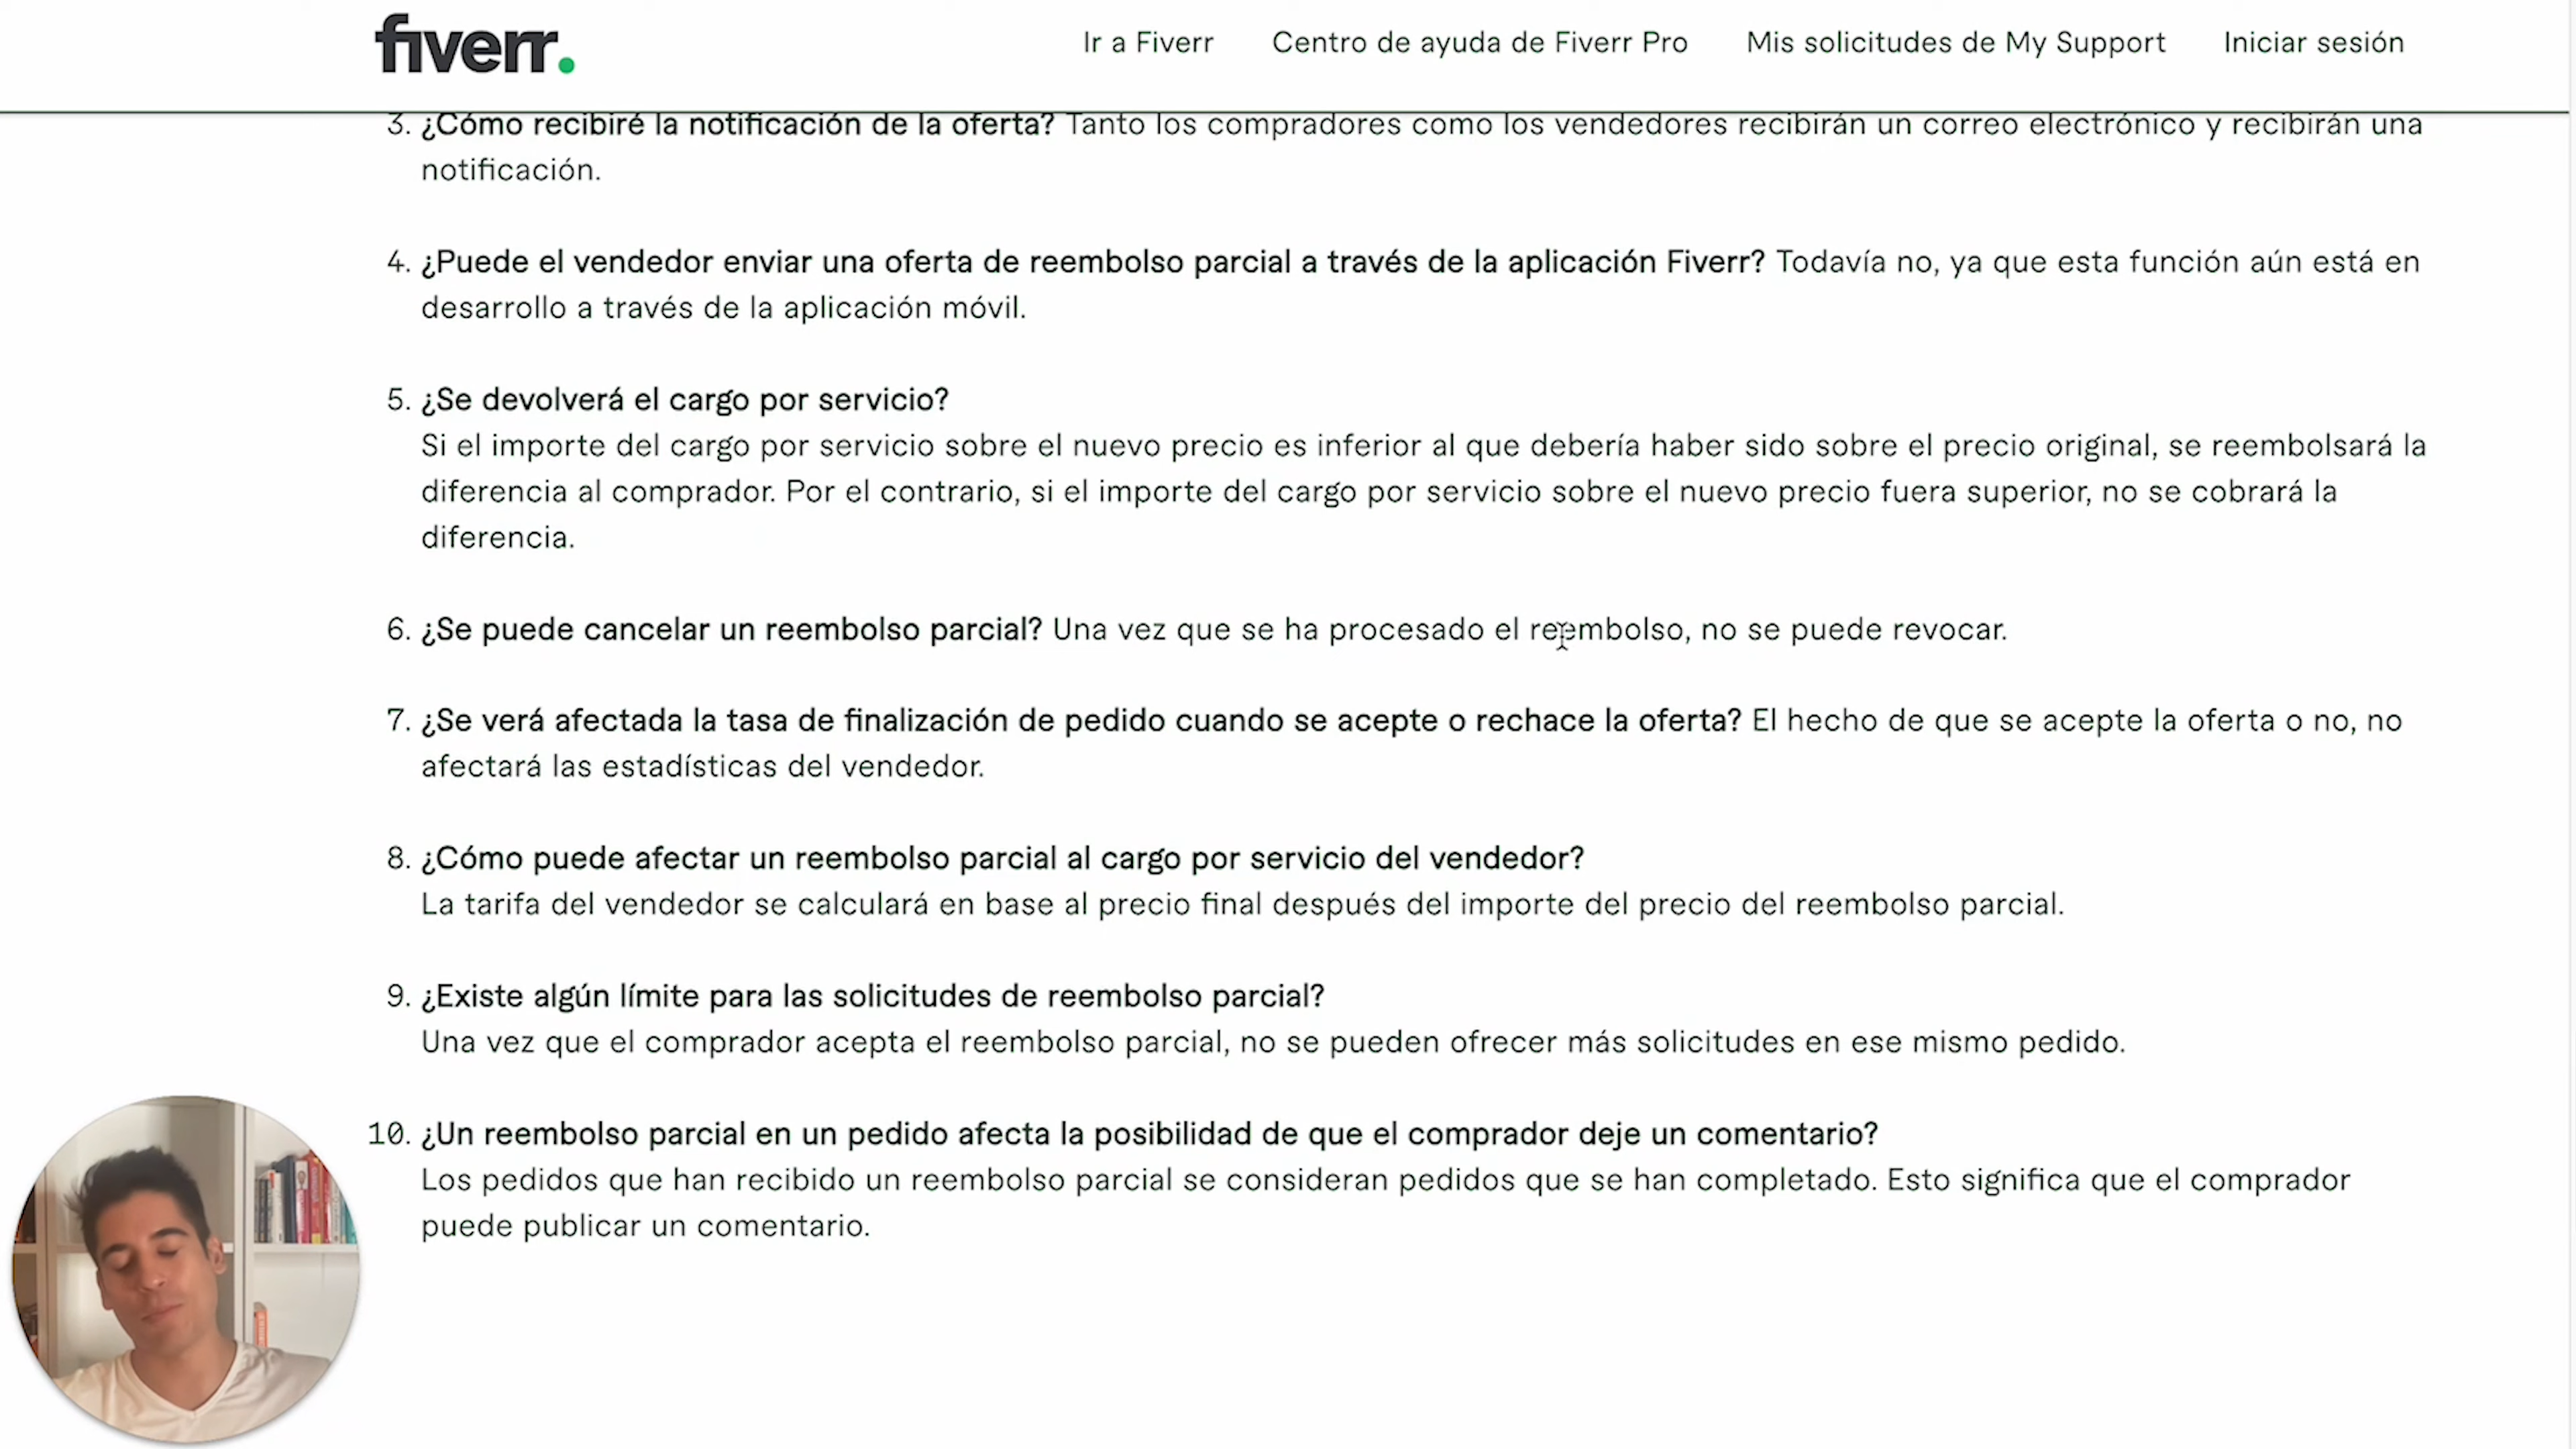 fiverr.
Ir a Fiverr Centro de ayuda de Fiverr Pro Mis solicitudes de My Support Iniciar sesión
3. ¿Cómo recibiré la notificación de la oferta? Tanto los compradores como los vendedores recibirán un correo electrónico y recibirán una
notificación.
4. ¿Puede el vendedor enviar una oferta de reembolso parcial a través de la aplicación Fiverr? Todavía no, ya que esta función aún está en
desarrollo a través de la aplicación móvil.
5. ¿Se devolverá el cargo por servicio?
Si el importe del cargo por servicio sobre el nuevo precio es inferior al que debería haber sido sobre el precio original, se reembolsará la
diferencia al comprador. Por el contrario, si el importe del cargo por servicio sobre el nuevo precio fuera superior, no se cobrará la
diferencia.
6. ¿Se puede cancelar un reembolso parcial? Una vez que se ha procesado el reembolso, no se puede revocar.
7. ¿Se verá afectada la tasa de finalización de pedido cuando se acepte o rechace la oferta? El hecho de que se acepte la oferta o no, no
afectará las estadísticas del vendedor.
8. ¿Cómo puede afectar un reembolso parcial al cargo por servicio del vendedor?
La tarifa del vendedor se calculará en base al precio final después del importe del precio del reembolso parcial.
9. ¿Existe algún límite para las solicitudes de reembolso parcial?
Una vez que el comprador acepta el reembolso parcial, no se pueden ofrecer más solicitudes en ese mismo pedido.
10. ¿Un reembolso parcial en un pedido afecta la posibilidad de que el comprador deje un comentario?
Los pedidos que han recibido un reembolso parcial se consideran pedidos que se han completado. Esto significa que el comprador
puede publicar un comentario.